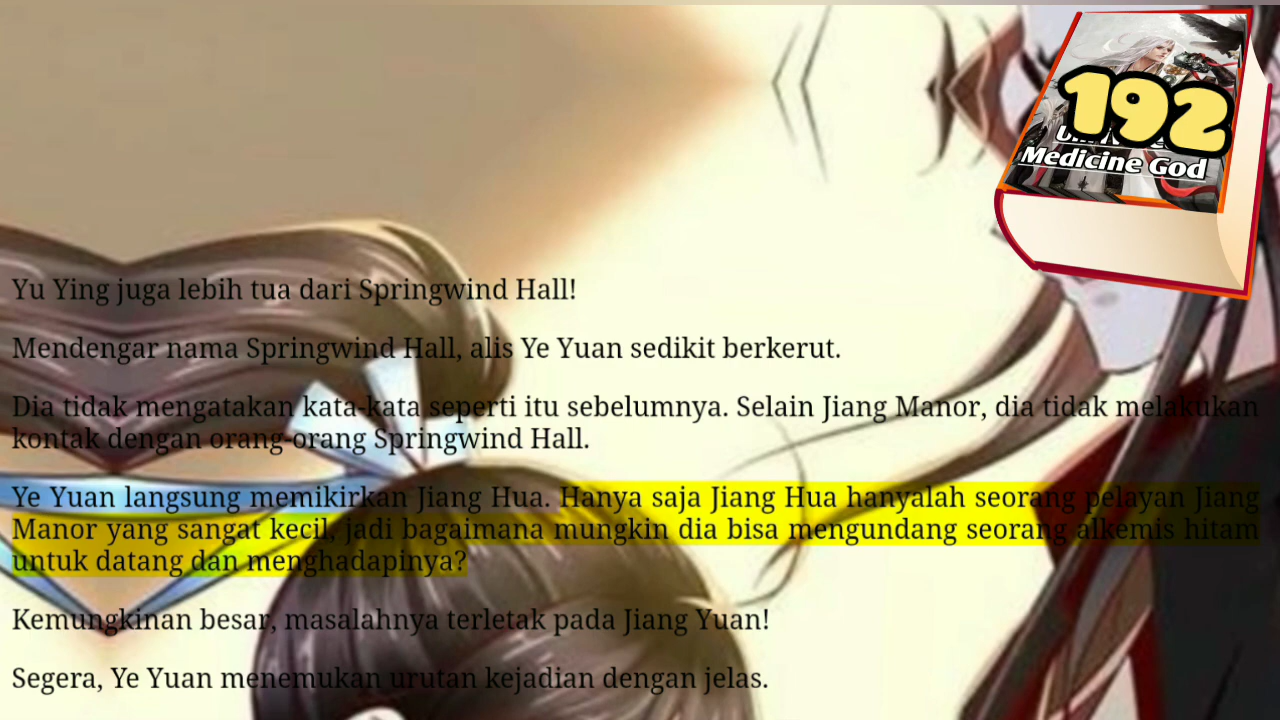 192
Medicine God
Yu Ying juga lebih tua dari Springwind Hall!
Mendengar nama Springwind Hall, alis Ye Yuan sedikit berkerut.
Dia tidak mengatakan kata-kata seperti itu sebelumnya. Selain Jiang Manor, dia tidak melakukan
kontak dengan orang-orang Springwind Hall.
Ye Yuan langsung memikirkan Jiang Hua. Hanya saja Jiang Hua hanyalah seorang pelayan Jiang
Manor yang sangat kecil, jadi bagaimana mungkin dia bisa mengundang seorang alkemis hitam
untuk datang dan menghadapinya?
Kemungkinan besar, masalahnya terletak pada Jiang Yuan!
Segera, Ye Yuan menemukan urutan kejadian dengan jelas.